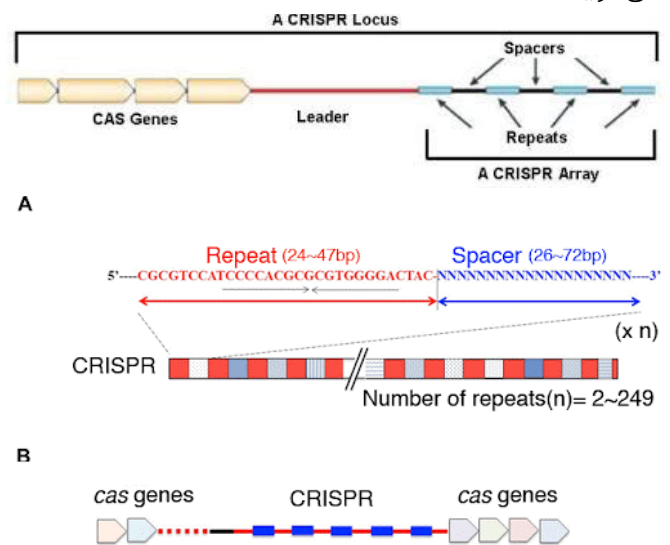 A CRISPR Locus
Spacers
CAS Genes
Leader
Repeats
A CRISPR Array
A
Repeat (24~47bp) Spacer (26~72bp)
5'----CGCGTCCATCCCCACGCGCGTGGGGACTAC-NNNNNNNNNNNNNNNNNNNN----3'
(x n)
CRISPR
Number of repeats(n)= 2~249
B
cas genes CRISPR cas genes